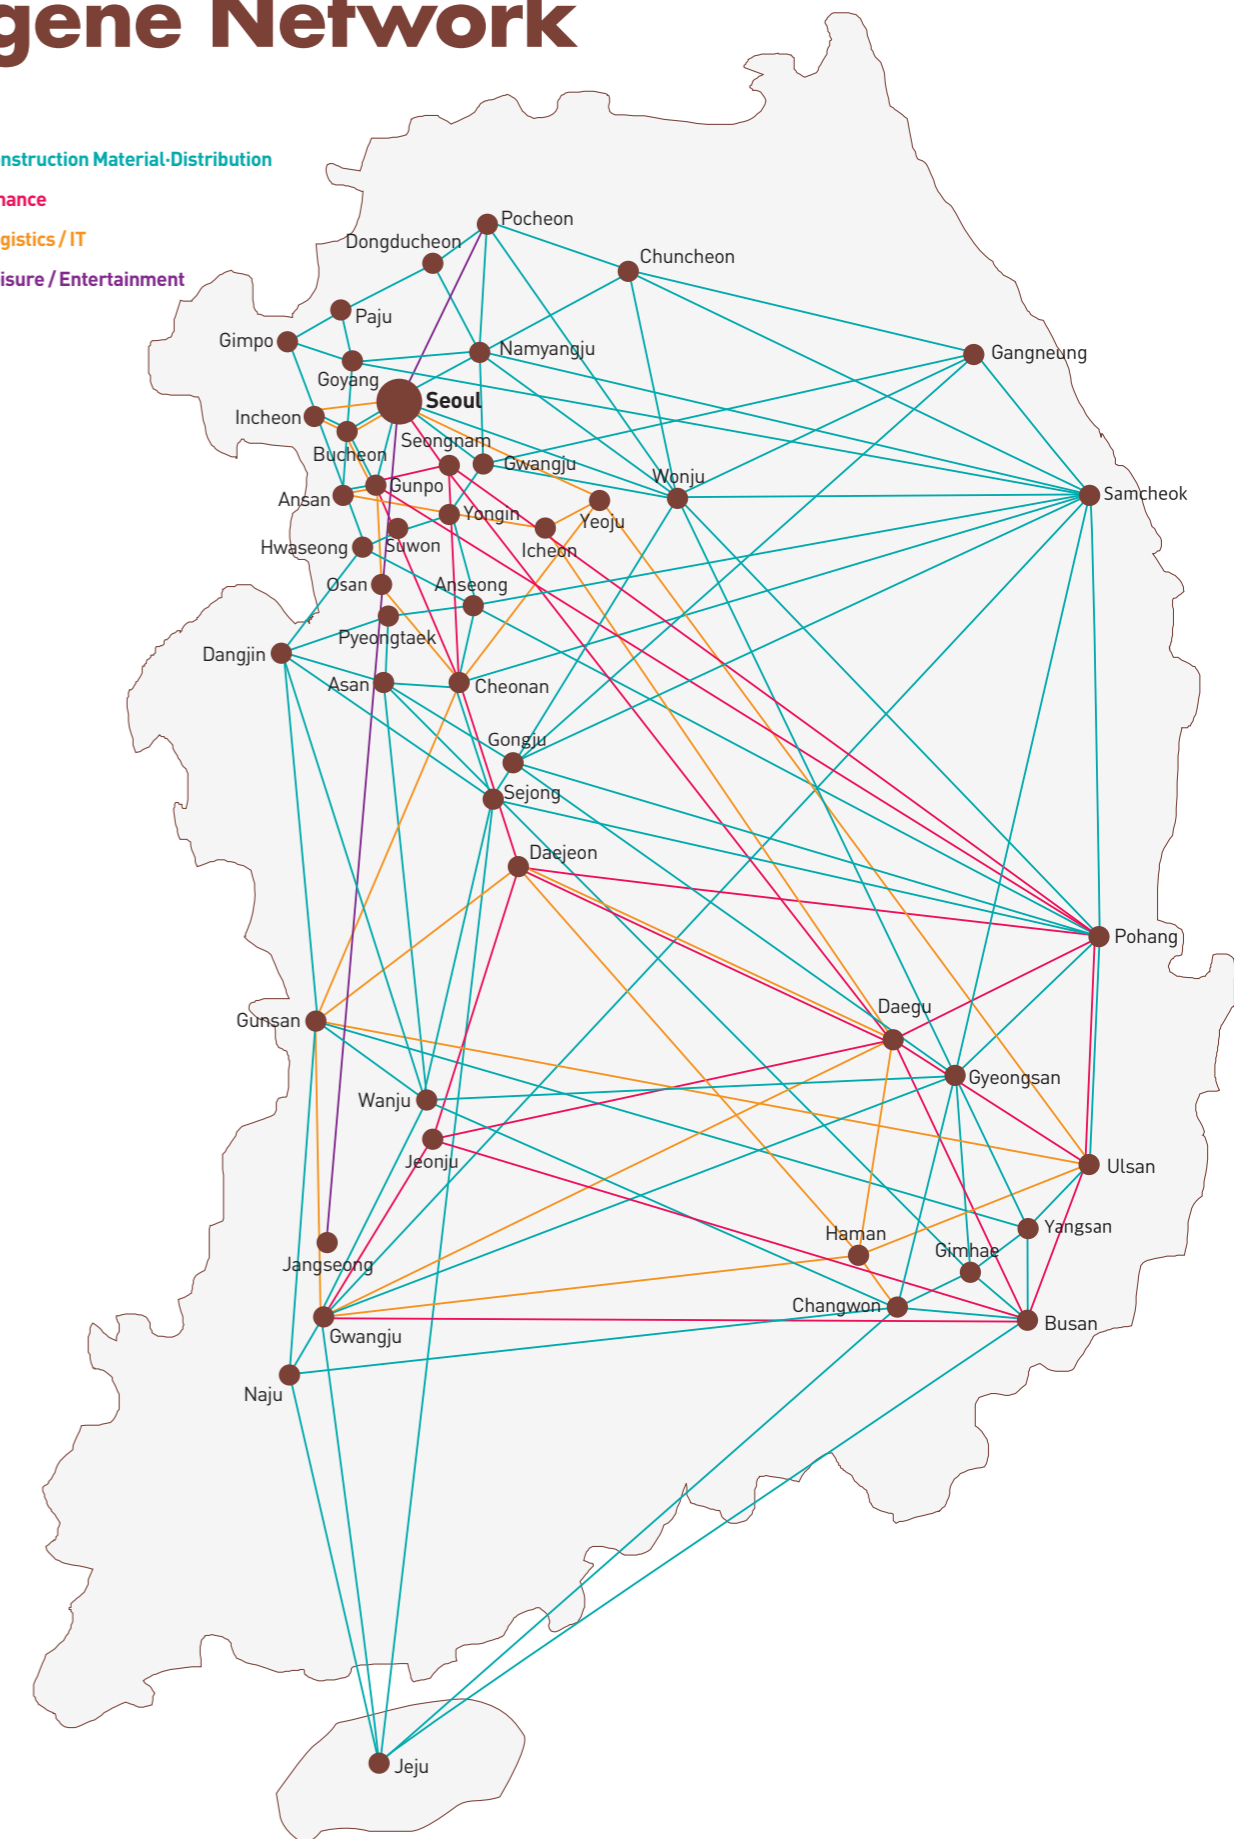 gene Network
nstruction Material·Distribution
nance
gistics / IT
isure / Entertainment
Pocheon
Dongducheon
Chuncheon
Paju
Gimpo
Namyangju
Gangneung
Goyang
Seoul
Incheon
Seongnam
Bucheon
Gwangju
Wonju
Gunpo
Samcheok
Ansan
Yongin
Yeoju
Hwaseong
Suwon
Icheon
Osan
Anseong
Pyeongtaek
Dangjin
Asan
Cheonan
Gongju
Sejong
Daejeon
Pohang
Daegu
Gunsan
Gyeongsan
Wanju
Jeonju
Ulsan
Yangsan
Haman
Gimhae
Jangseong
Changwon
Busan
Gwangju
Naju
Jeju